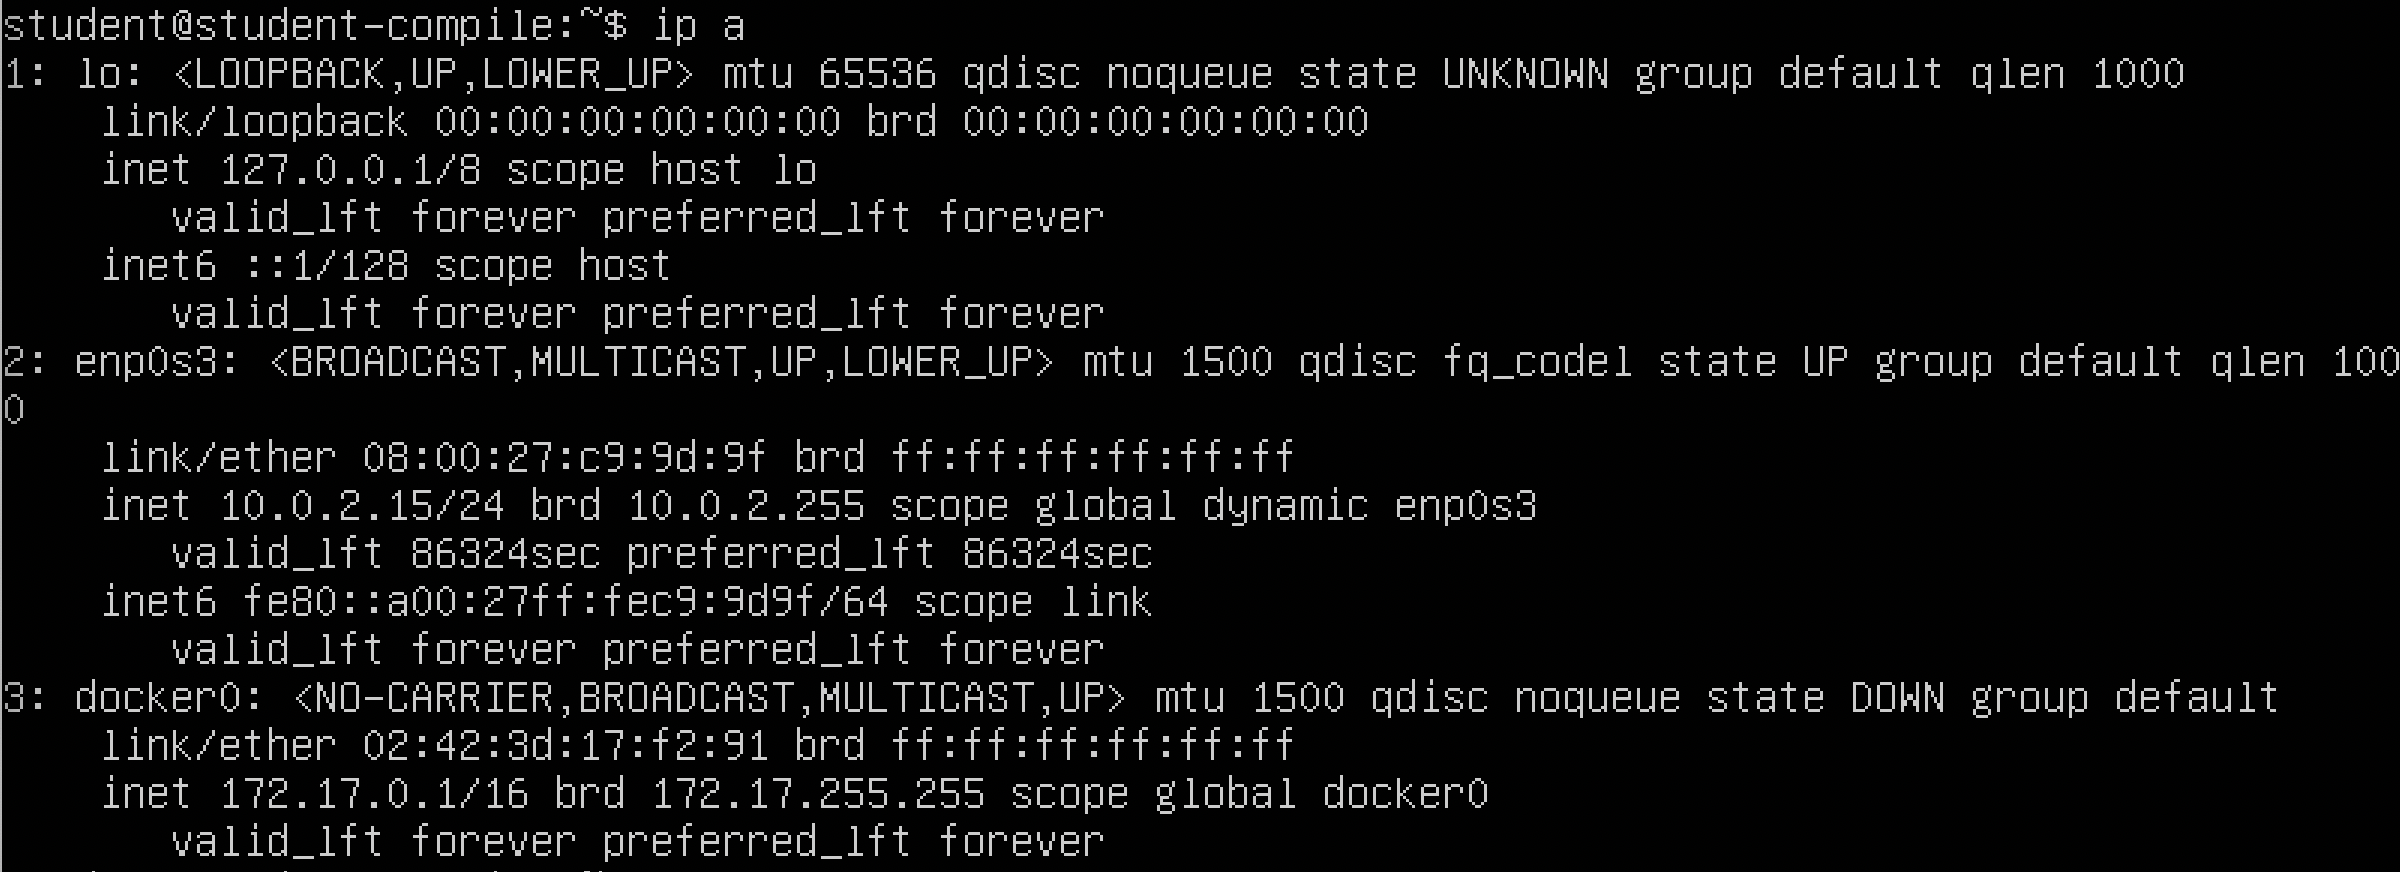 student@student-compile:~$ ip a
1: lo: <LOOPBACK,UP,LOWER_UP> mtu 65536 qdisc noqueue state UNKNOWN group default qlen 1000
    link/loopback 00:00:00:00:00:00 brd 00:00:00:00:00:00
    inet 127.0.0.1/8 scope host lo
       valid_lft forever preferred_lft forever
    inet6 ::1/128 scope host
       valid_lft forever preferred_lft forever
2: enp0s3: <BROADCAST,MULTICAST,UP,LOWER_UP> mtu 1500 qdisc fq_codel state UP group default qlen 100
0
    link/ether 08:00:27:c9:9d:9f brd ff:ff:ff:ff:ff:ff
    inet 10.0.2.15/24 brd 10.0.2.255 scope global dynamic enp0s3
       valid_lft 86324sec preferred_lft 86324sec
    inet6 fe80::a00:27ff:fec9:9d9f/64 scope link
       valid_lft forever preferred_lft forever
3: docker0: <NO-CARRIER,BROADCAST,MULTICAST,UP> mtu 1500 qdisc noqueue state DOWN group default
    link/ether 02:42:3d:17:f2:91 brd ff:ff:ff:ff:ff:ff
    inet 172.17.0.1/16 brd 172.17.255.255 scope global docker0
       valid_lft forever preferred_lft forever